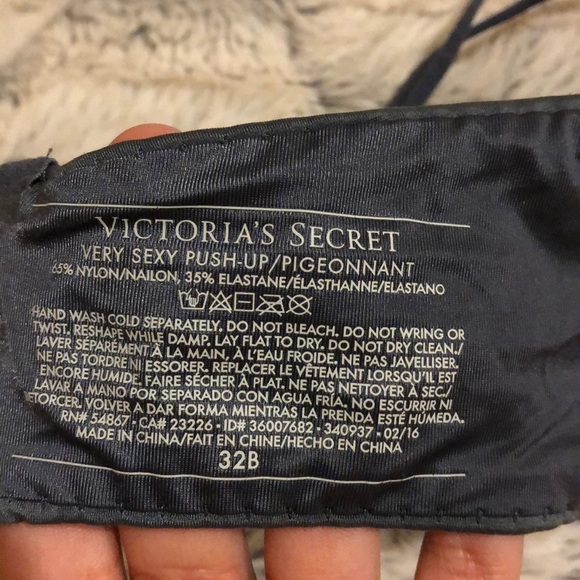 VICTORIA'S SECRET
VERY SEXY PUSH-UP/PIGEONNANT
65% NYLON/NAILON, 35% ELASTANE/ÉLASTHANNE/ELASTANO
HAND WASH COLD SEPARATELY. DO NOT BLEACH. DO NOT WRING OR
TWIST. RESHAPE WHILE DAMP. LAY FLAT TO DRY. DO NOT DRY CLEAN./
LAVER SÉPARÉMENT À LA MAIN, À L'EAU FROIDE. NE PAS JAVELLISER.
NE PAS TORDRE NI ESSORER. REPLACER LE VÊTEMENT LORSQU'IL EST
ENCORE HUMIDE. FAIRE SÉCHER À PLAT. NE PAS NETTOYER À SEC./
LAVAR A MANO POR SEPARADO CON AGUA FRÍA. NO ESCURRIR NI
RETORCER. VOLVER A DAR FORMA MIENTRAS LA PRENDA ESTÉ HÚMEDA.
RN# 54867 • CA# 23226 • ID# 36007682 • 340937 • 02/16
MADE IN CHINA/FAIT EN CHINE/HECHO EN CHINA
32B